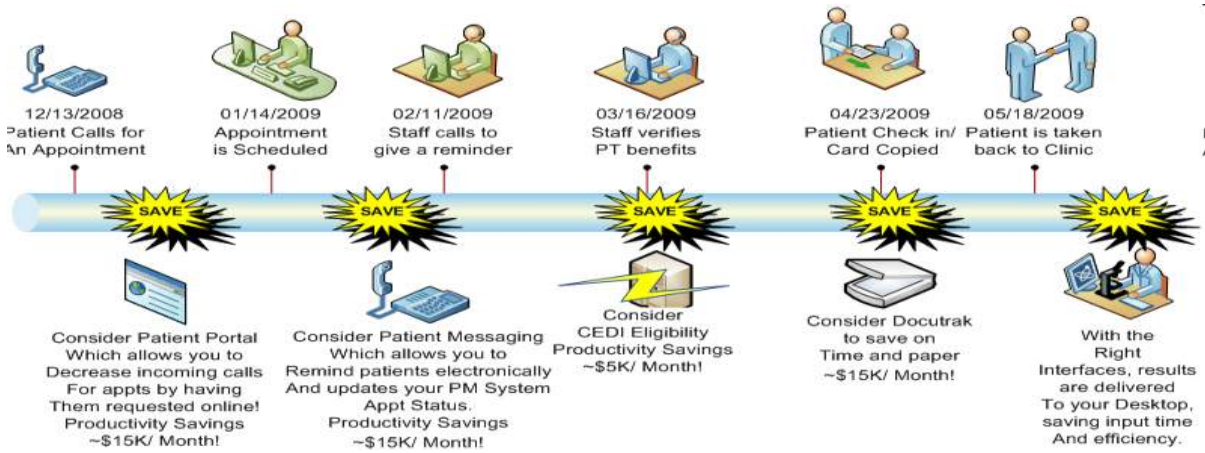 12/13/2008
Patient Calls for
An Appointment
01/14/2009
Appointment
is Scheduled
02/11/2009
Staff calls to
give a reminder
03/16/2009
Staff verifies
PT benefits
04/23/2009
Patient Check in/
Card Copied
05/18/2009
Patient is taken
back to Clinic
SAVE
SAVE
SAVE
SAVE
SAVE
Consider Patient Portal
Which allows you to
Decrease incoming calls
For appts by having
Them requested online!
Productivity Savings
~$15K/ Month!
Consider Patient Messaging
Which allows you to
Remind patients electronically
And updates your PM System
Appt Status.
Productivity Savings
~$15K/ Month!
Consider
CEDI Eligibility
Productivity Savings
~$5K/ Month!
Consider Docutrak
to save on
Time and paper
~$15K/ Month!
With the
Right
Interfaces, results
are delivered
To your Desktop,
saving input time
And efficiency.